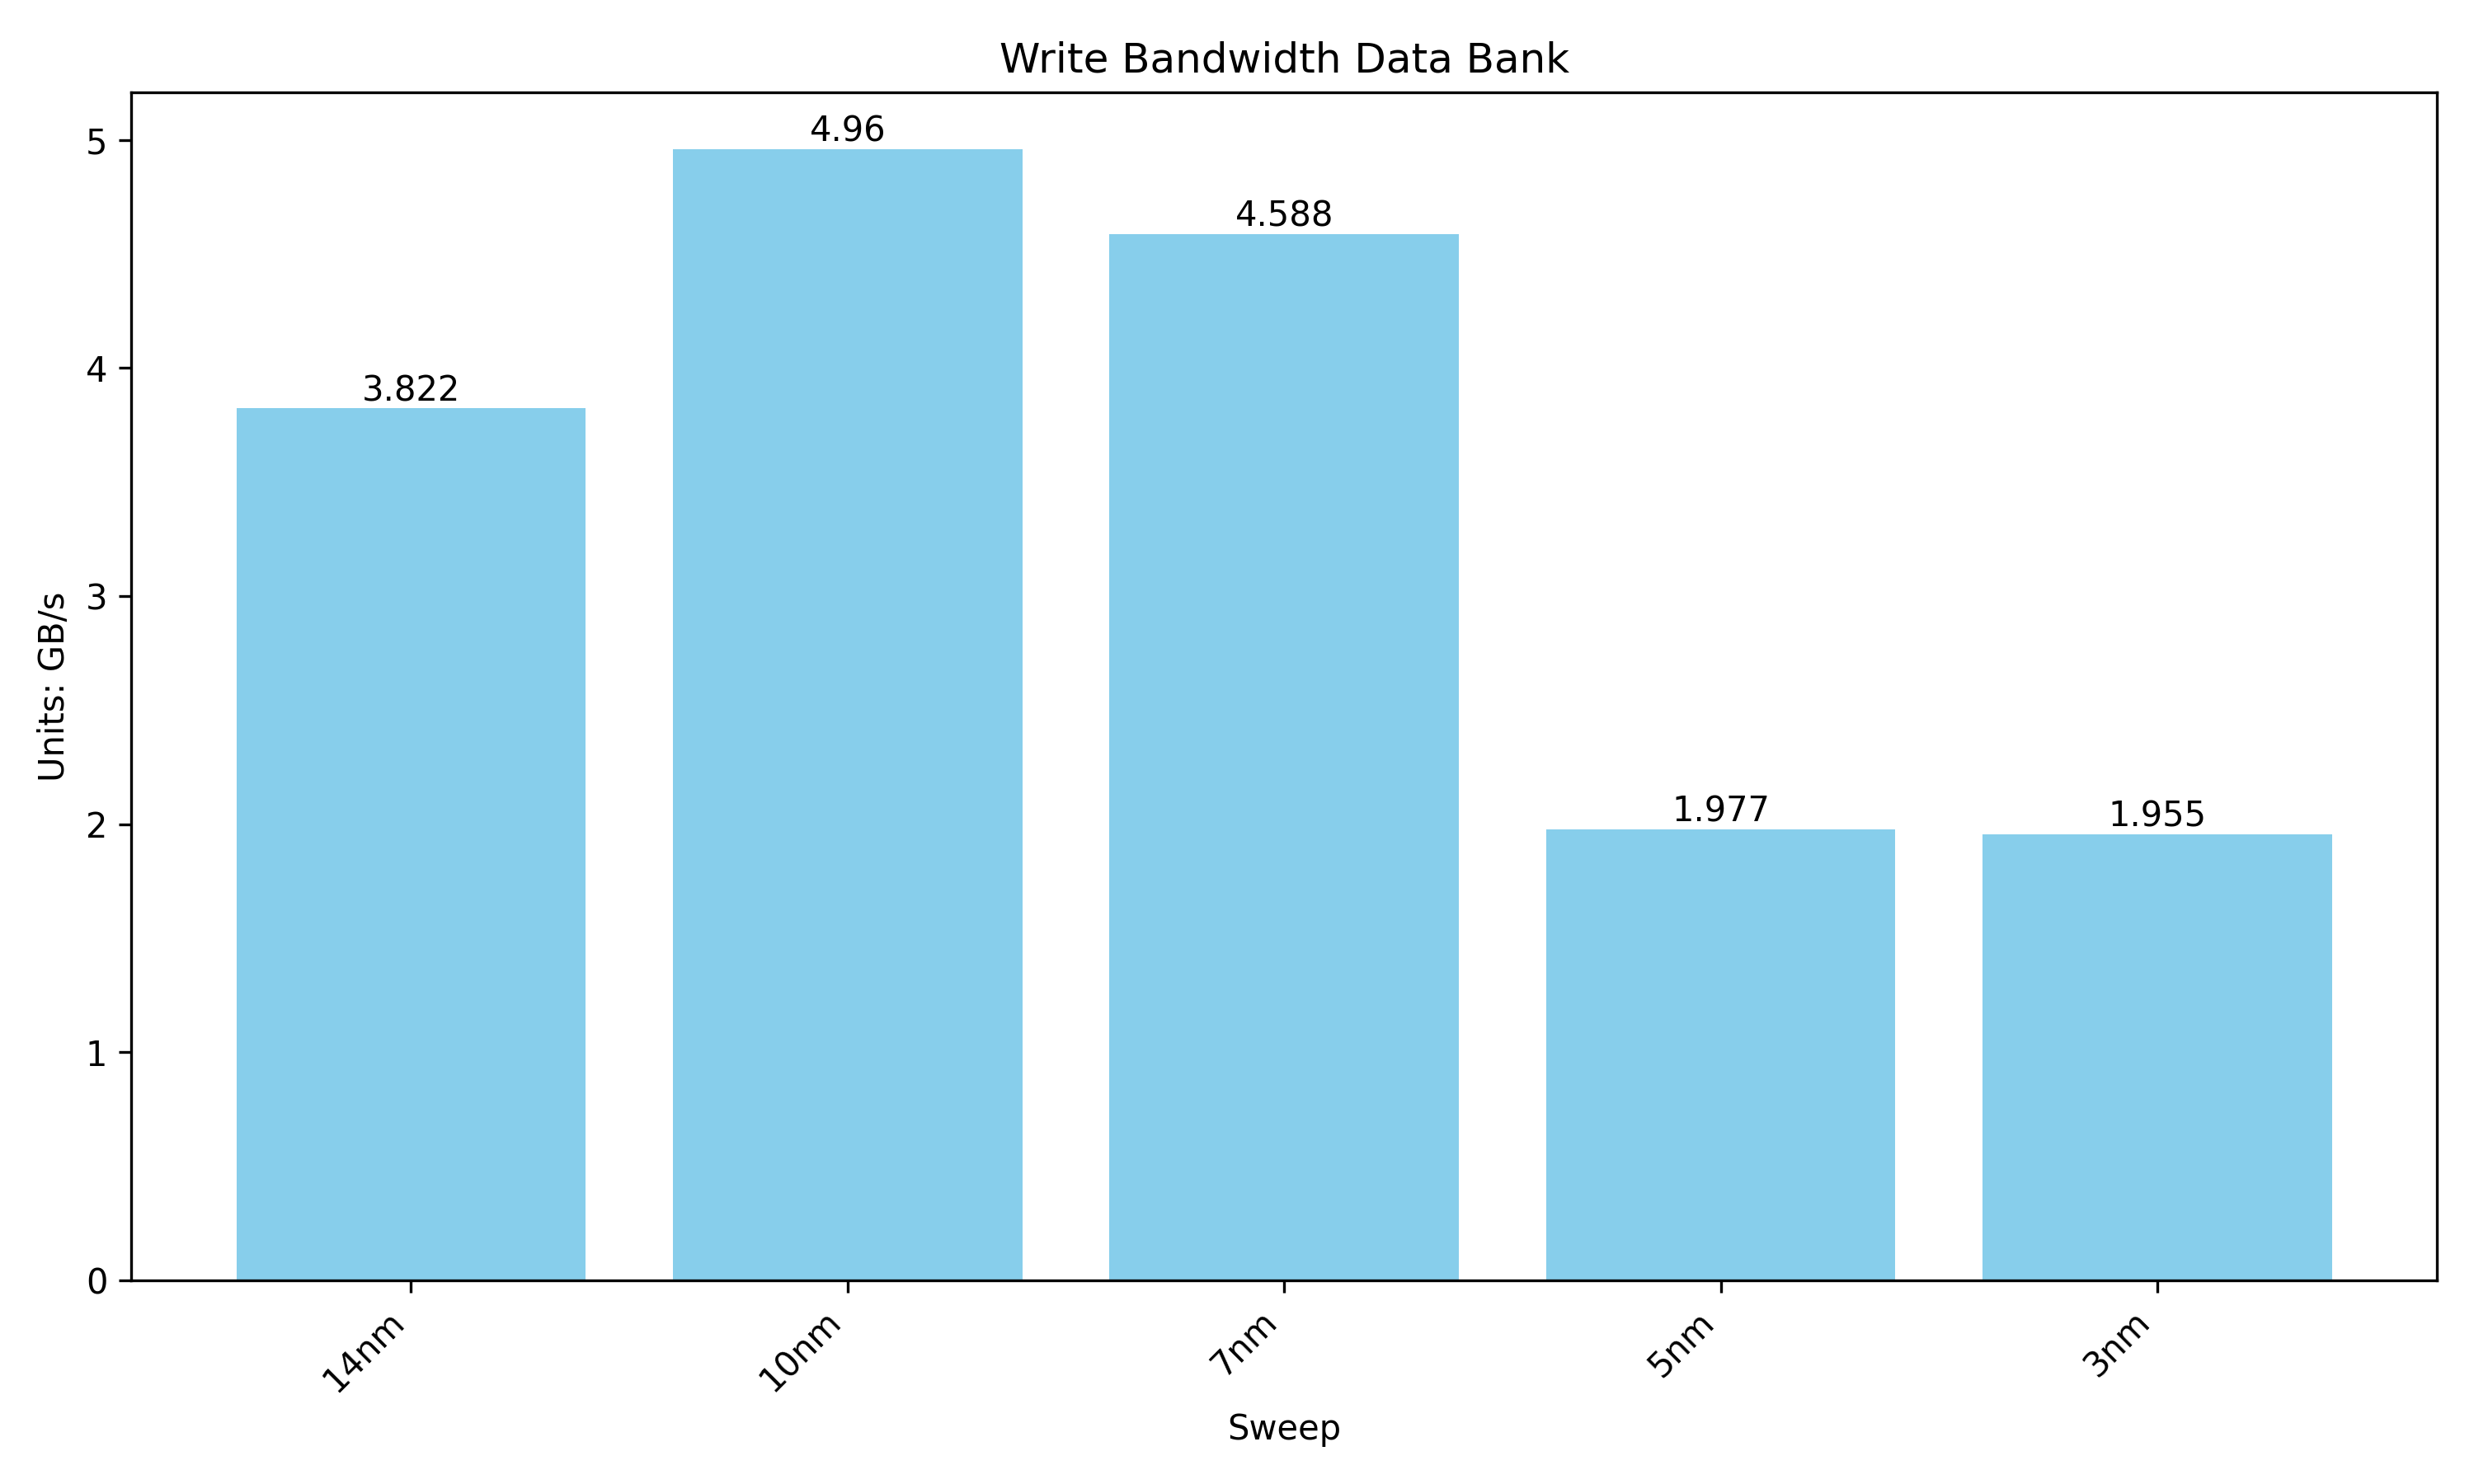 Write Bandwidth Data Bank
Units: GB/s
5
4
3
2
1
0
3.822
4.96
4.588
1.977
1.955
14nm
10nm
7nm
5nm
3nm
Sweep